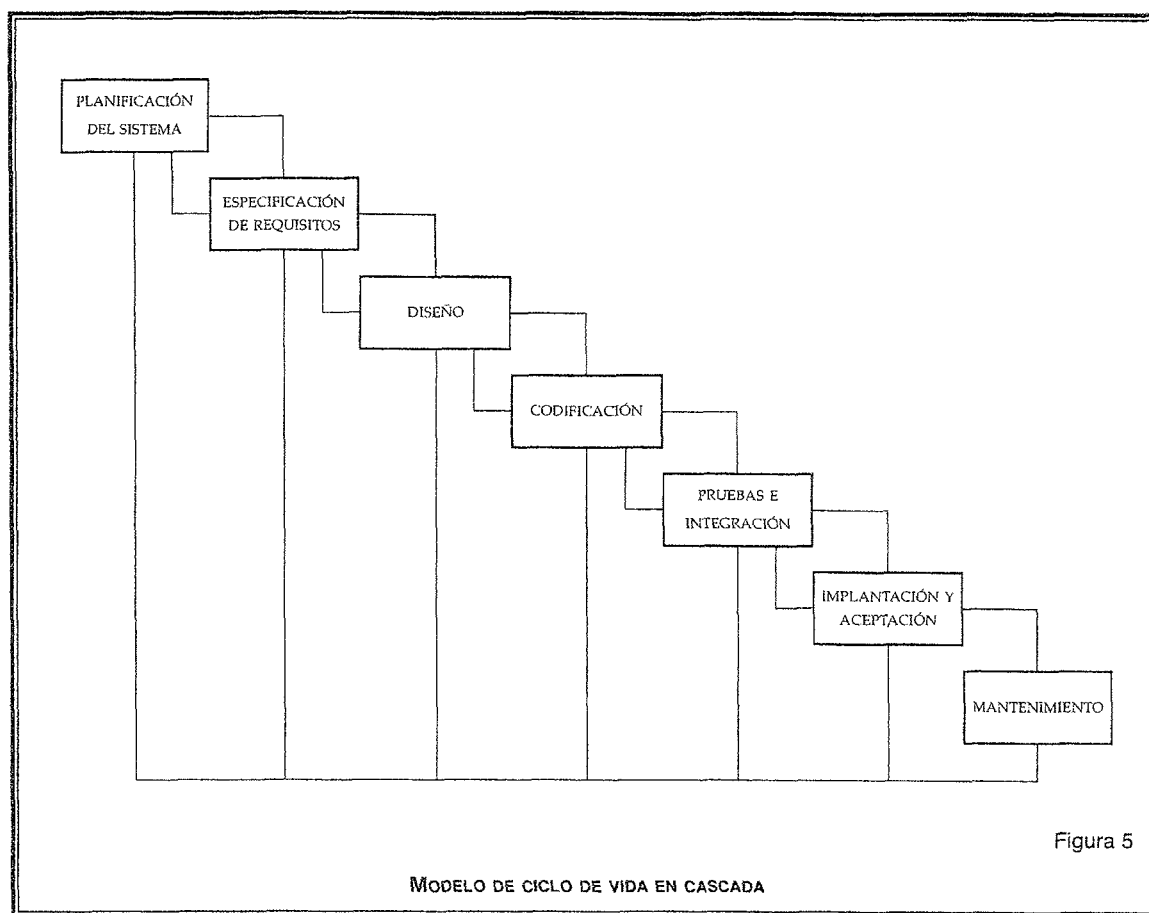 PLANIFICACIÓN
DEL SISTEMA
ESPECIFICACIÓN
DE REQUISITOS
DISEÑO
CODIFICACIÓN
PRUEBAS E
INTEGRACIÓN
IMPLANTACIÓN Y
ACEPTACIÓN
MANTENIMIENTO
Figura 5
MODELO DE CICLO DE VIDA EN CASCADA